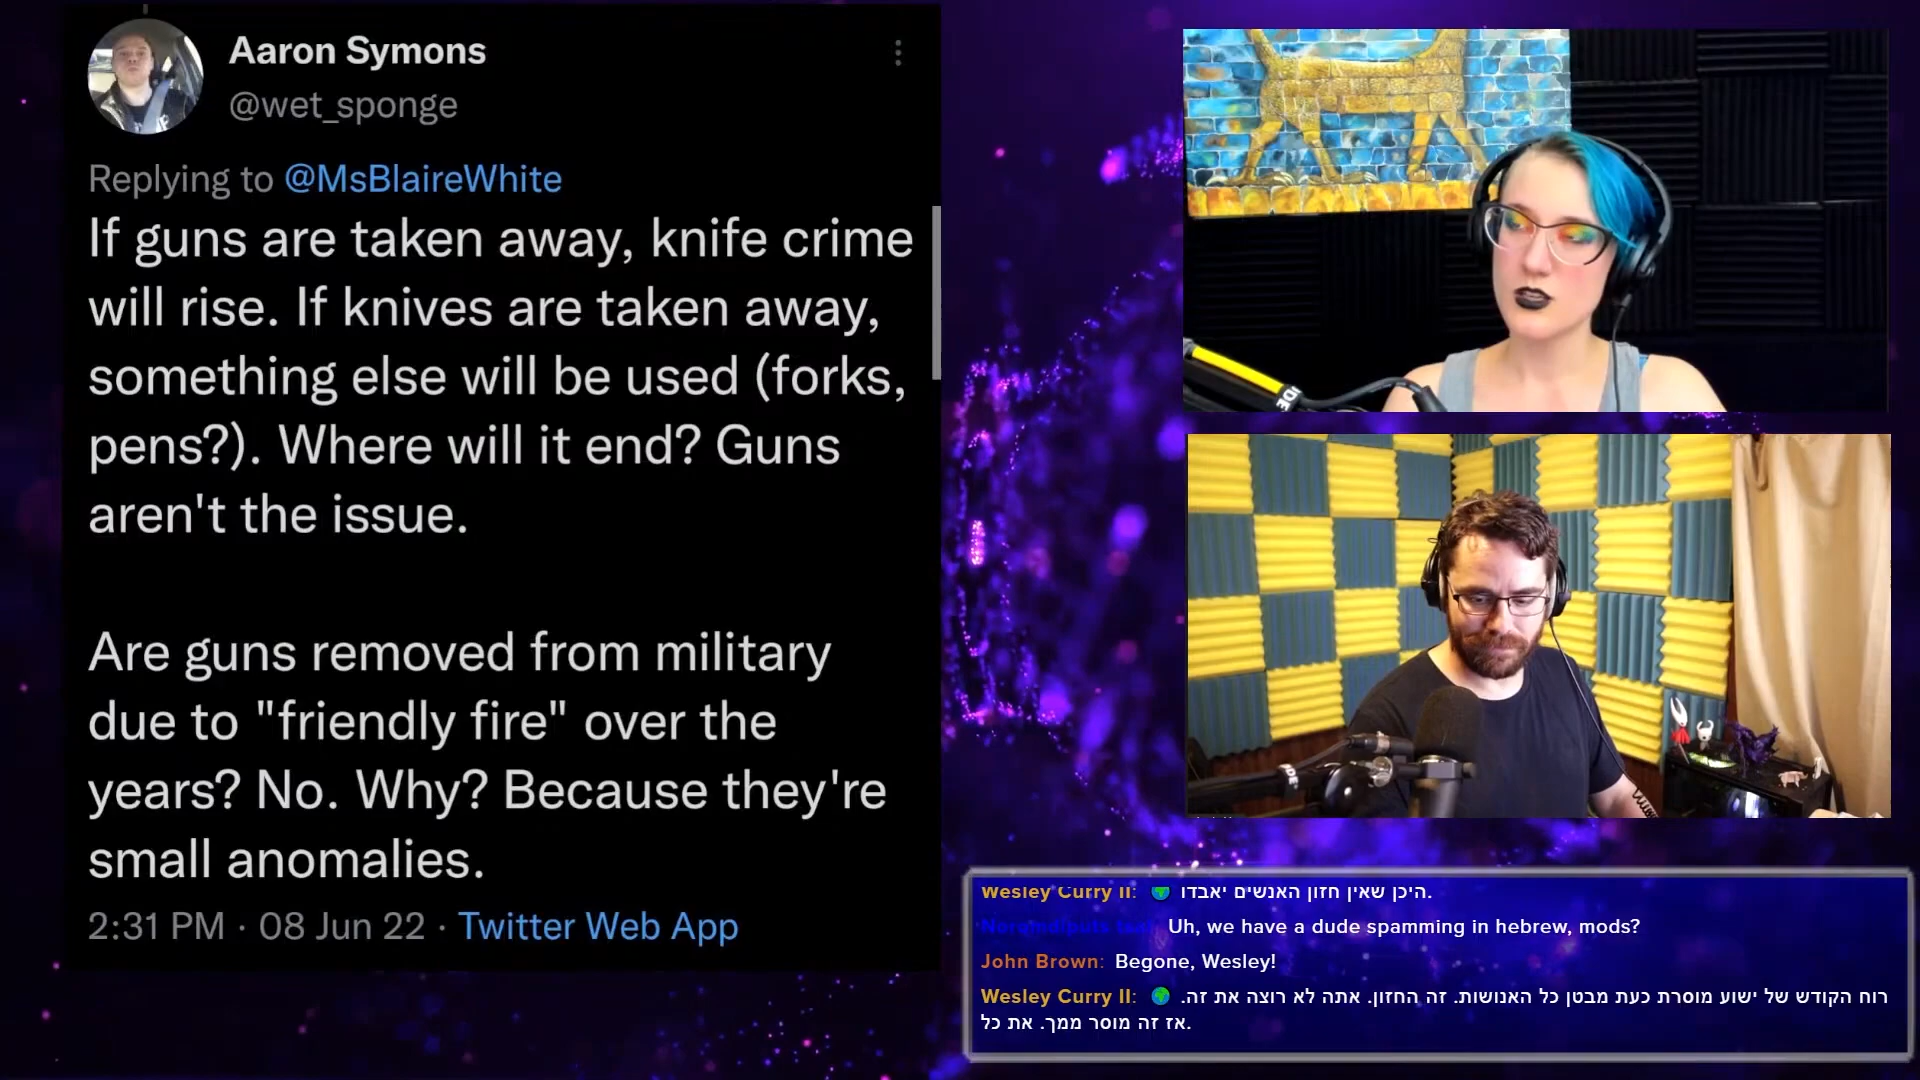 Aaron Symons
@wet_sponge
Replying to @MsBlaireWhite
If guns are taken away, knife crime
will rise. If knives are taken away,
something else will be used (forks,
pens?). Where will it end? Guns
aren't the issue.
Are guns removed from military
due to "friendly fire" over the
years? No. Why? Because they're
small anomalies.
2:31 PM · 08 Jun 22 · Twitter Web App
Wesley Curry II: היכן שאין חזון האנשים יאבדו.
Uh, we have a dude spamming in hebrew, mods?
John Brown: Begone, Wesley!
Wesley Curry II: רוח הקודש של ישוע מוסרת כעת מבטן כל האנושות. זה החזון. אתה לא רוצה את זה.
אז זה מוסר ממך. את כל.